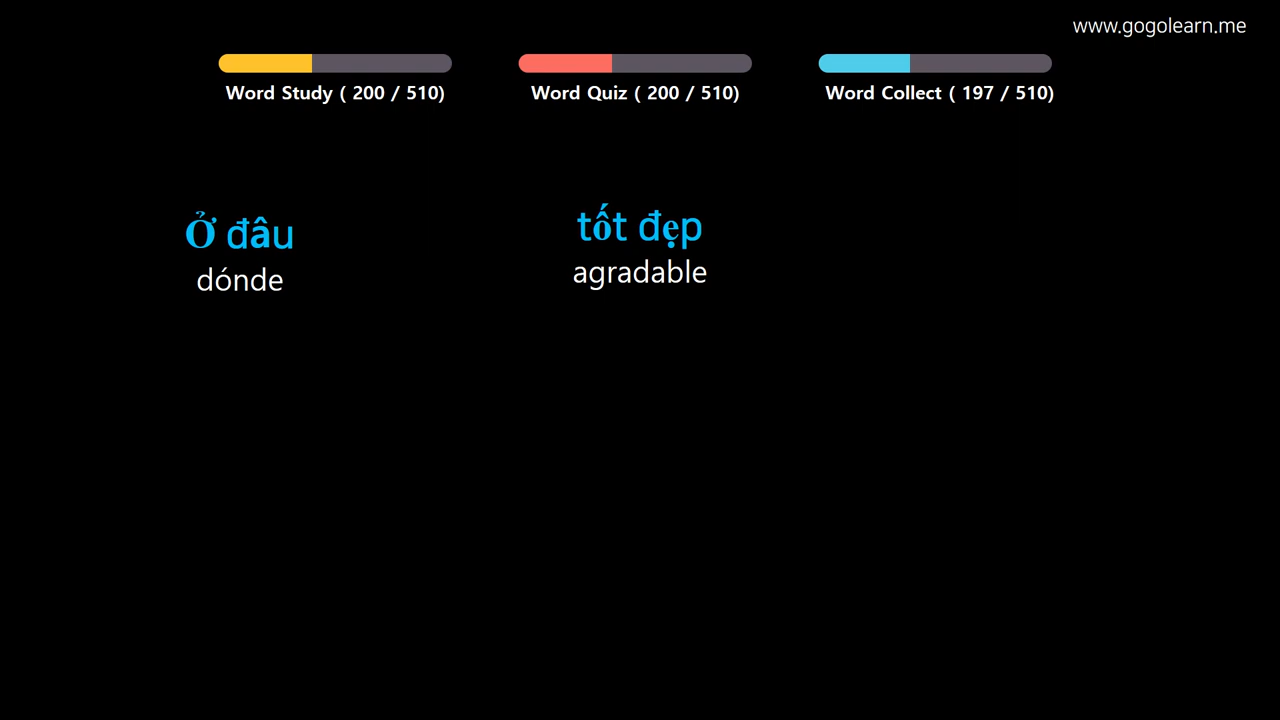 www.gogolearn.me
Word Study ( 200 / 510)
Word Quiz ( 200 / 510)
Word Collect ( 197 / 510)
Ở đâu
dónde
tốt đẹp
agradable